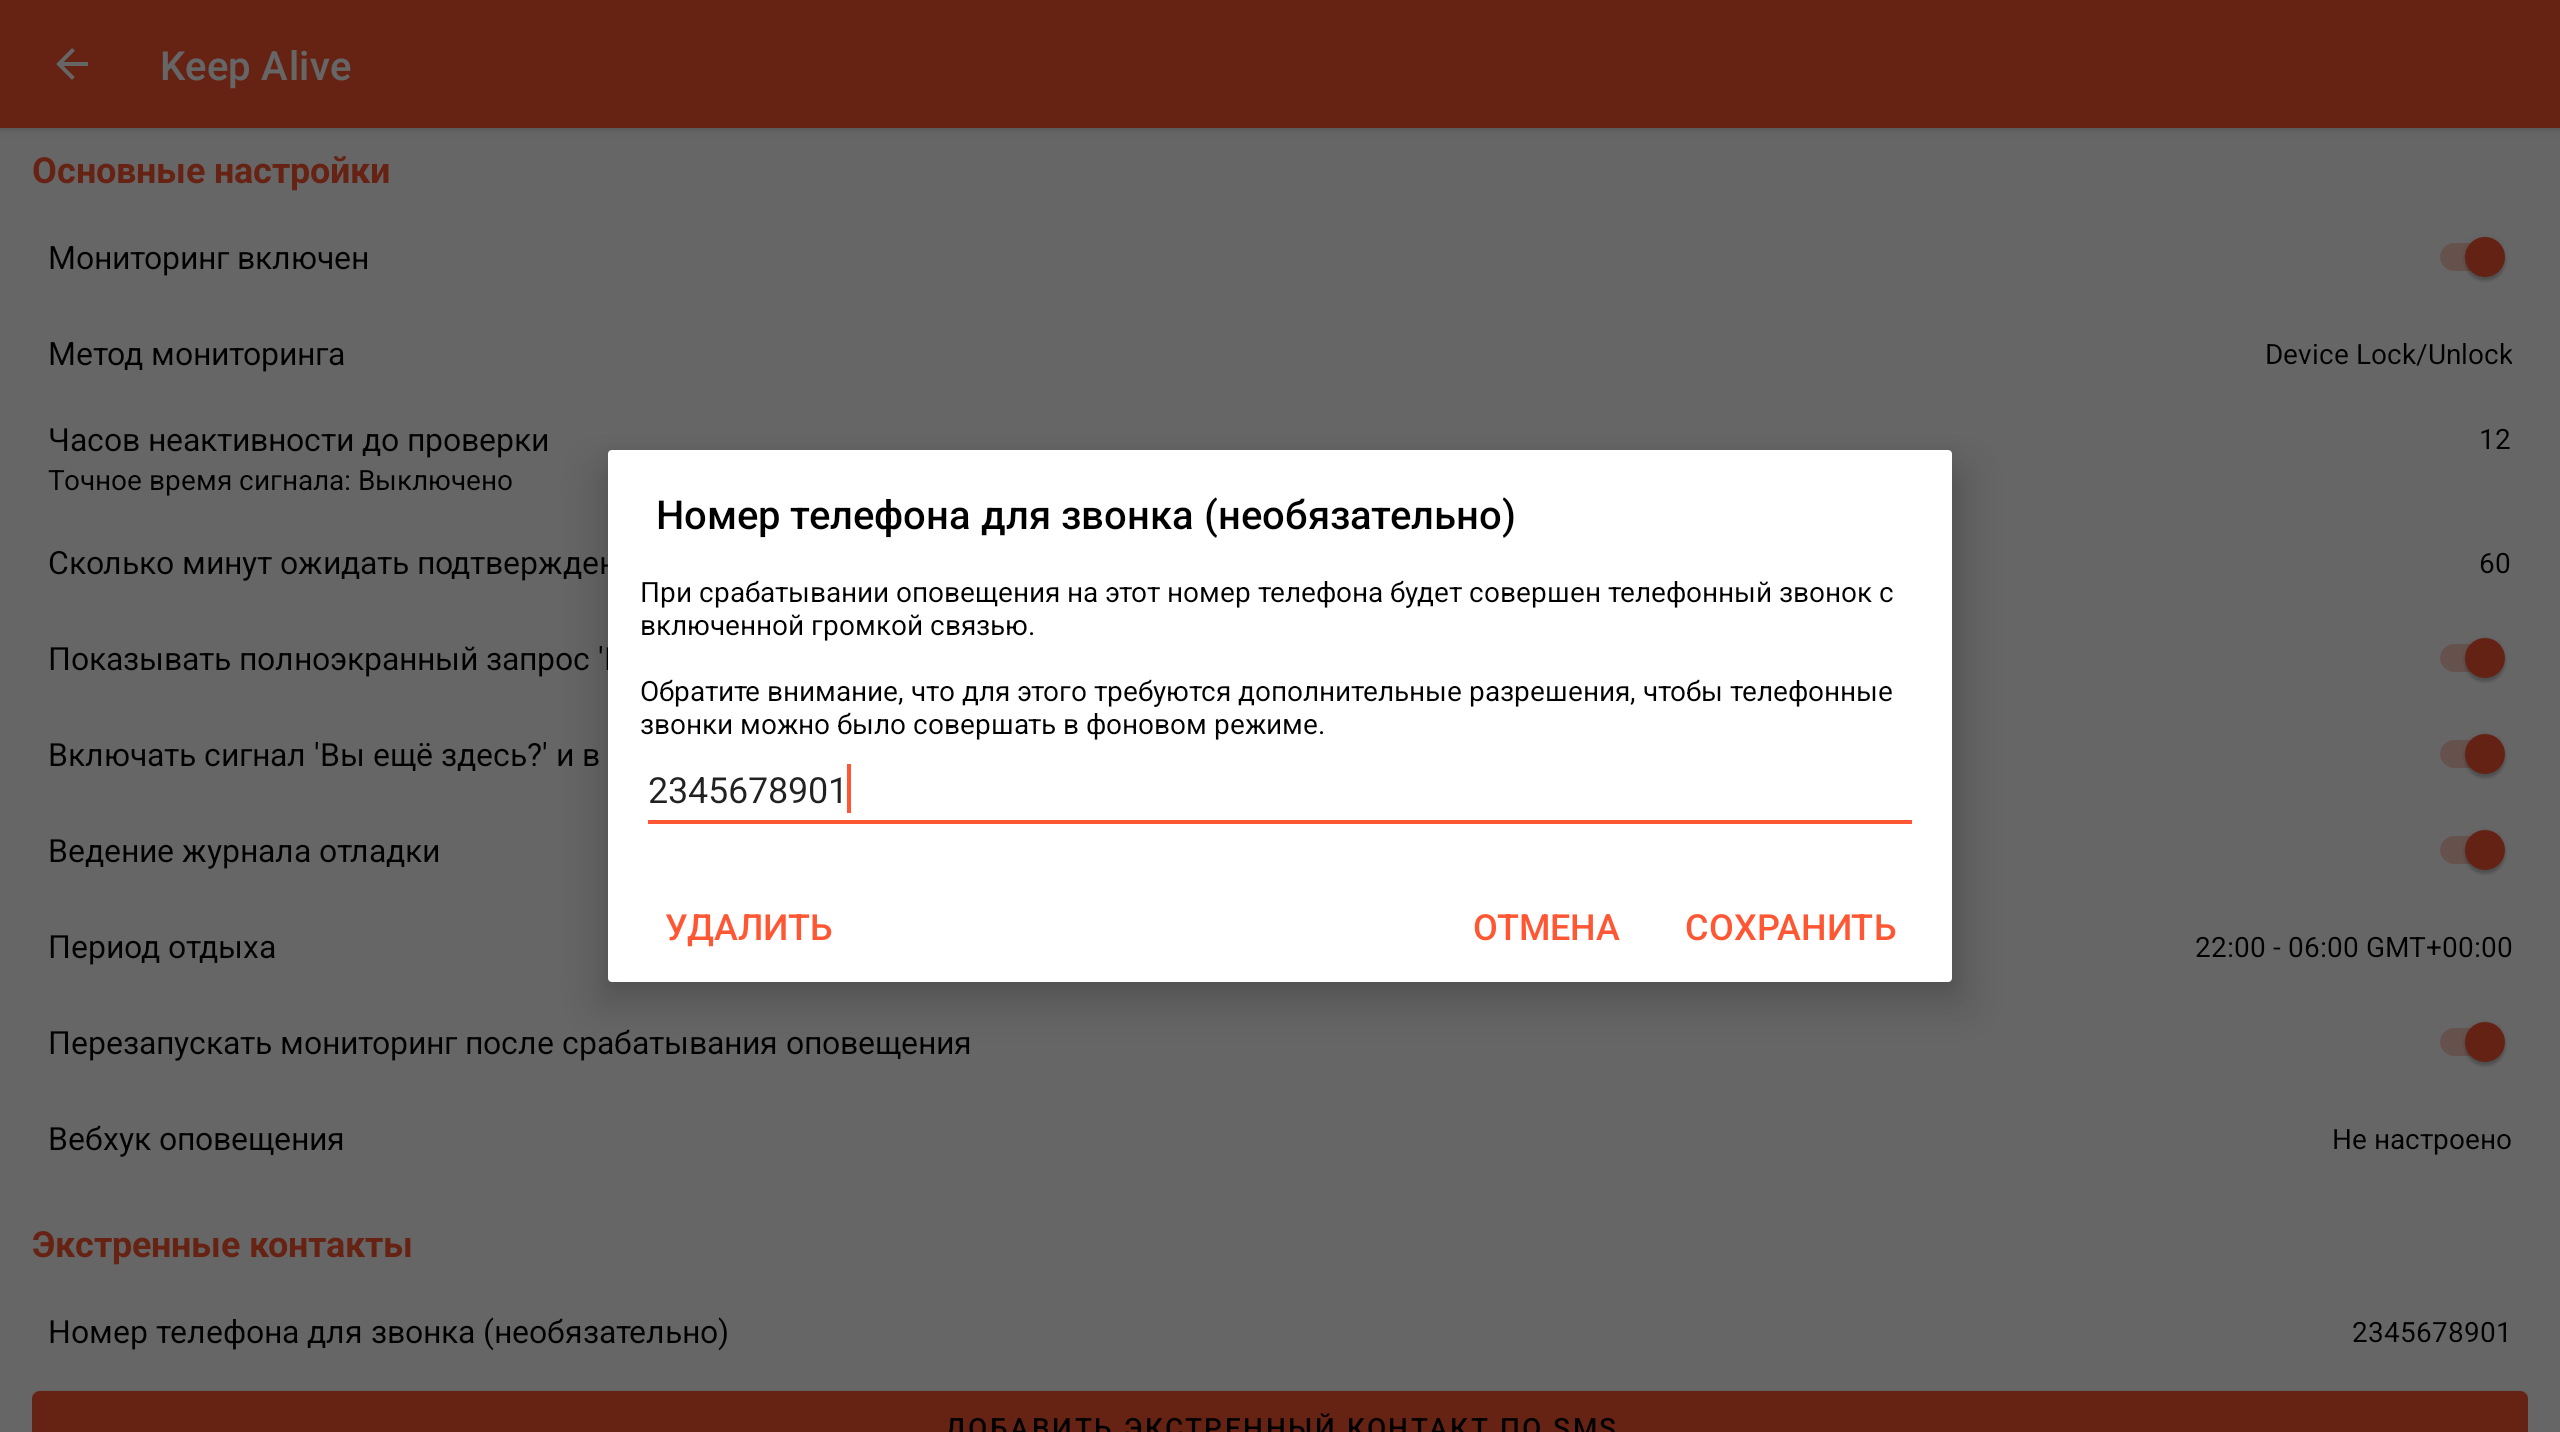 Keep Alive
Основные настройки
Мониторинг включен
Метод мониторинга
Device Lock/Unlock
Часов неактивности до проверки
12
Точное время сигнала: Выключено
Сколько минут ожидать
60
Показывать полноэкранный запрос
Включать сигнал 'Вы ещё здесь?' и в
Ведение журнала отладки
Период отдыха
22:00 - 06:00 GMT+00:00
Перезапускать мониторинг после срабатывания оповещения
Вебхук оповещения
Не настроено
Экстренные контакты
Номер телефона для звонка (необязательно)
2345678901
ДОБАВИТЬ ЭКСТРЕННЫЙ КОНТАКТ ПО SMS
Номер телефона для звонка (необязательно)
При срабатывании оповещения на этот номер телефона будет совершен телефонный звонок с
включенной громкой связью.
Обратите внимание, что для этого требуются дополнительные разрешения, чтобы телефонные
звонки можно было совершать в фоновом режиме.
2345678901
УДАЛИТЬ
ОТМЕНА
СОХРАНИТЬ